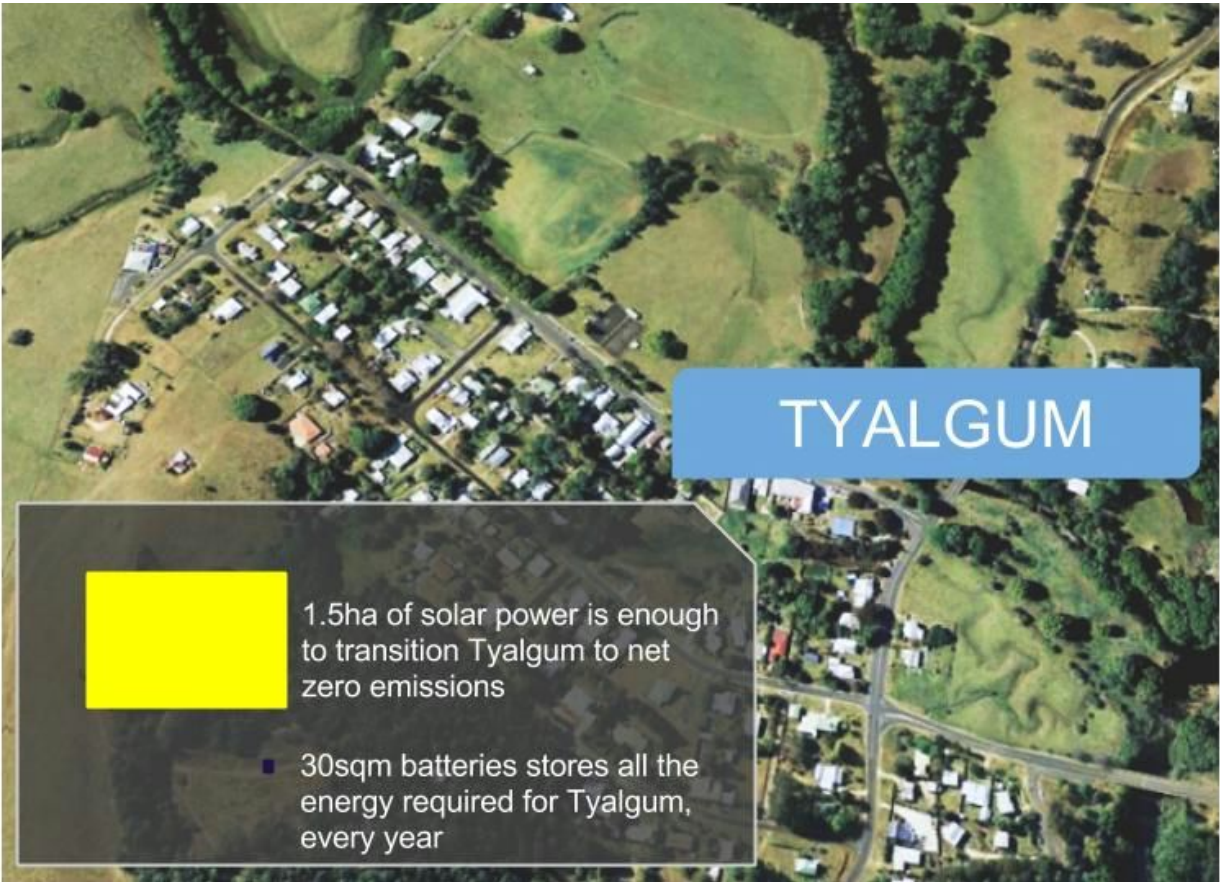 TYALGUM
1.5ha of solar power is enough
to transition Tyalgum to net
zero emissions
30sqm batteries stores all the
energy required for Tyalgum,
every year